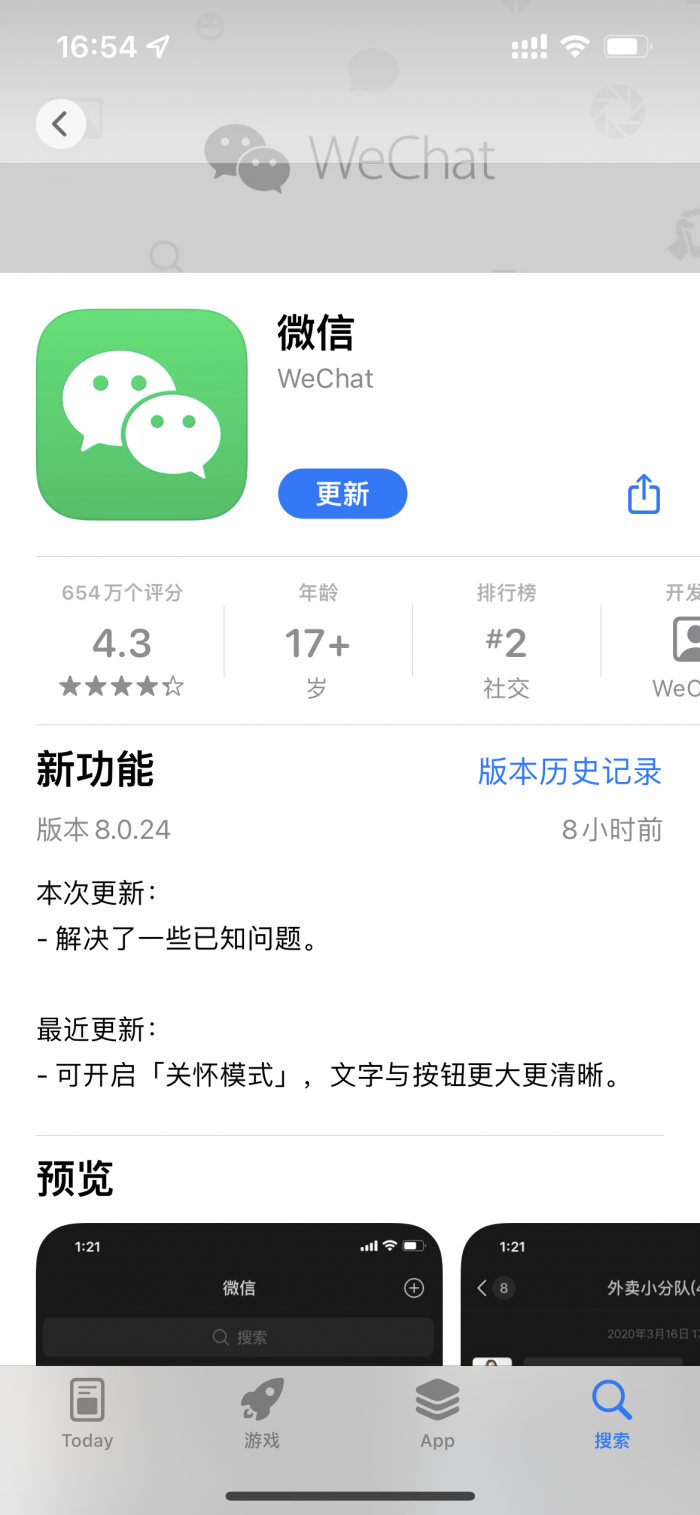 16:54
WeChat
微信
WeChat
更新
654万个评分
年龄
排行榜
4.3
17+
#2
岁
社交
新功能
版本历史记录
版本 8.0.24
8 小时前
本次更新：
- 解决了一些已知问题。
最近更新：
- 可开启「关怀模式」，文字与按钮更大更清晰。
预览
1:21
微信
搜索
1:21
8
外卖小分队(
2020年3月16日
Today
游戏
App
搜索